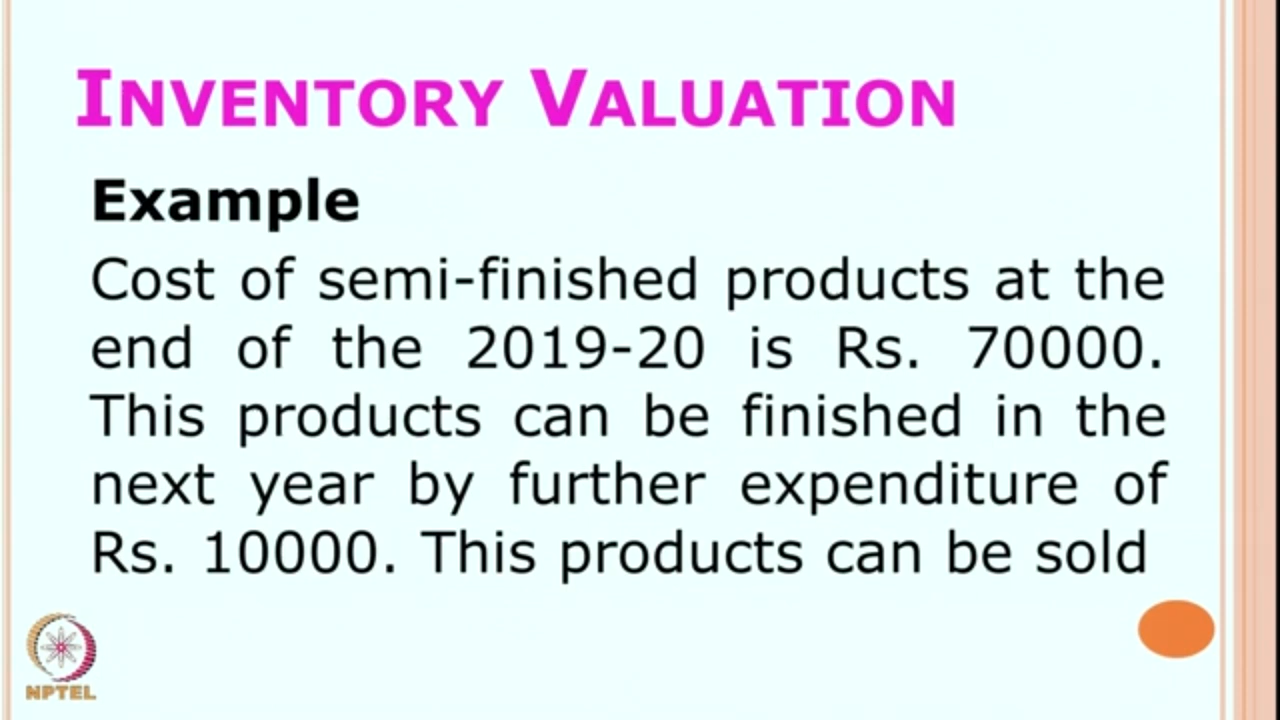 INVENTORY VALUATION
Example
Cost of semi-finished products at the
end of the 2019-20 is Rs. 70000.
This products can be finished in the
next year by further expenditure of
Rs. 10000. This products can be sold
NPTEL